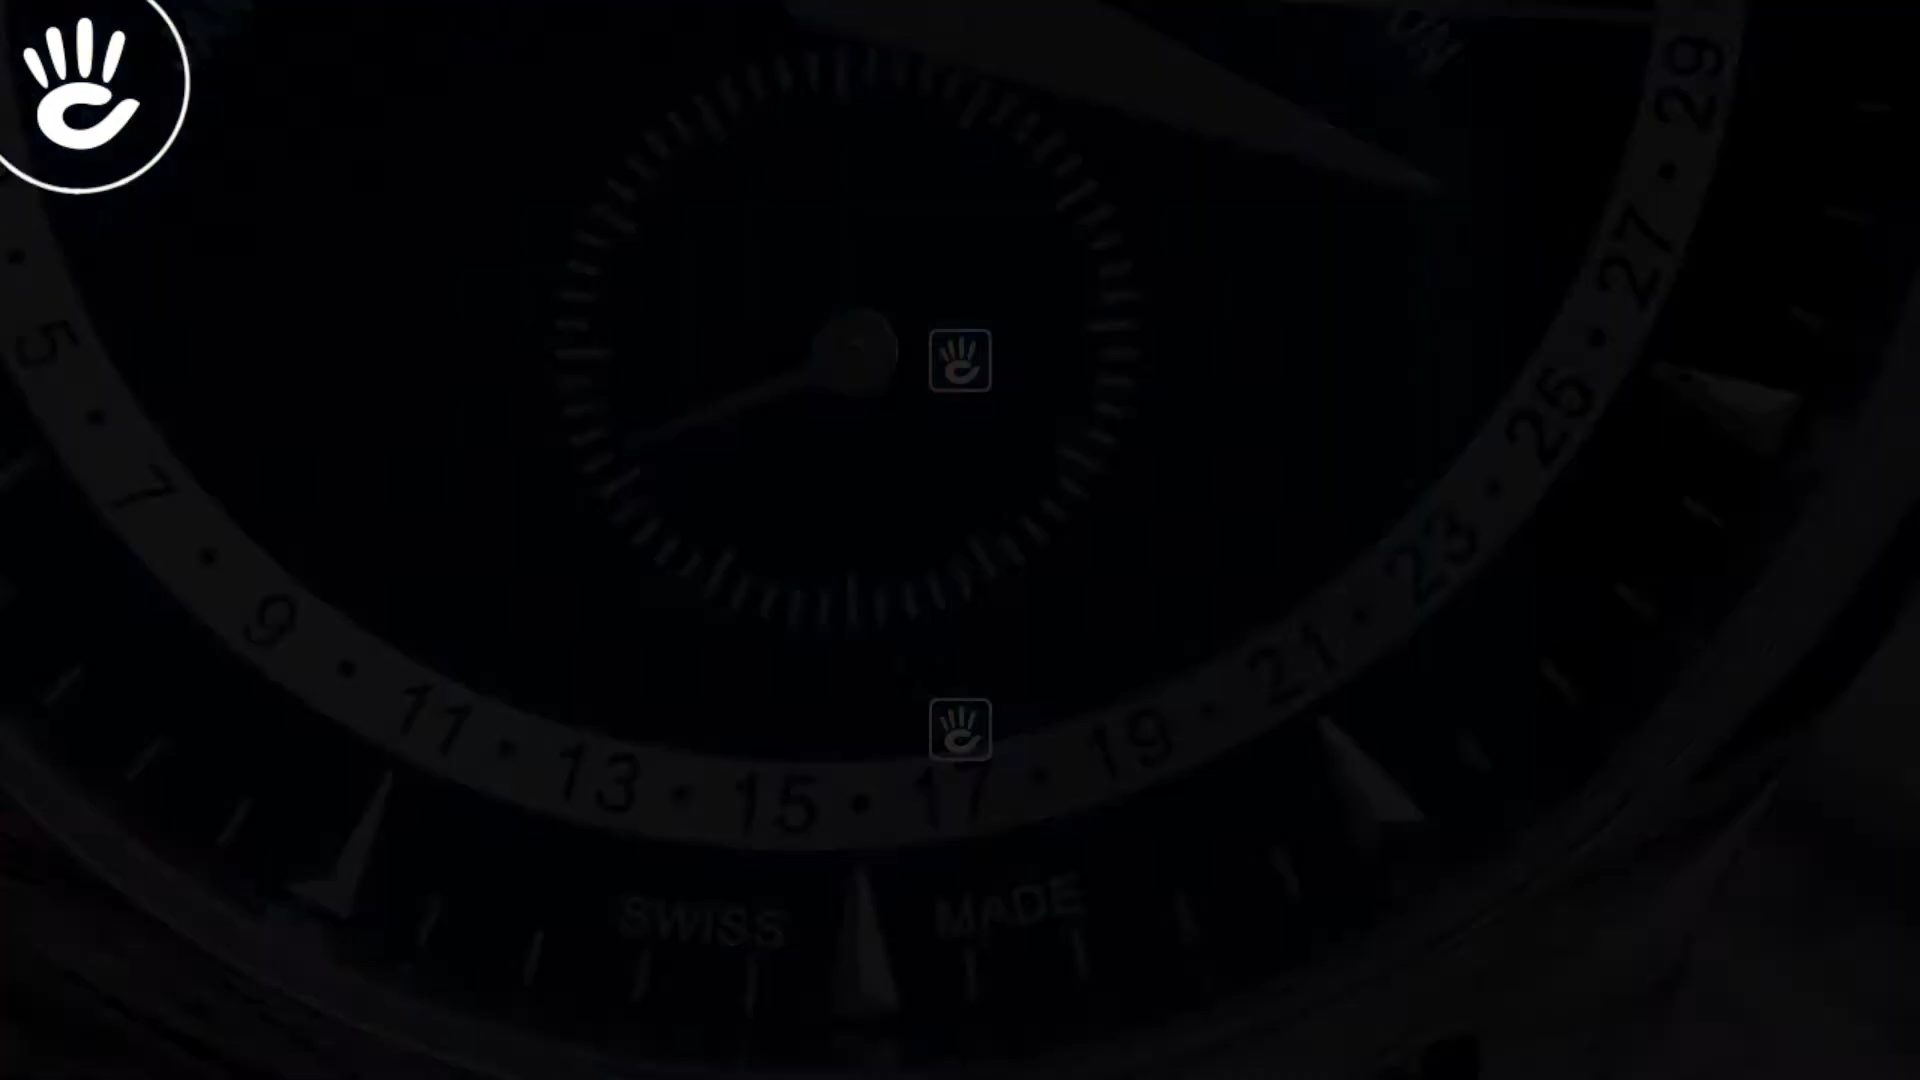 5 • 7 • 9 • 11 • 13 • 15 • 17 • 19 • 21 • 23 • 25 • 27 • 29
SWISS MADE